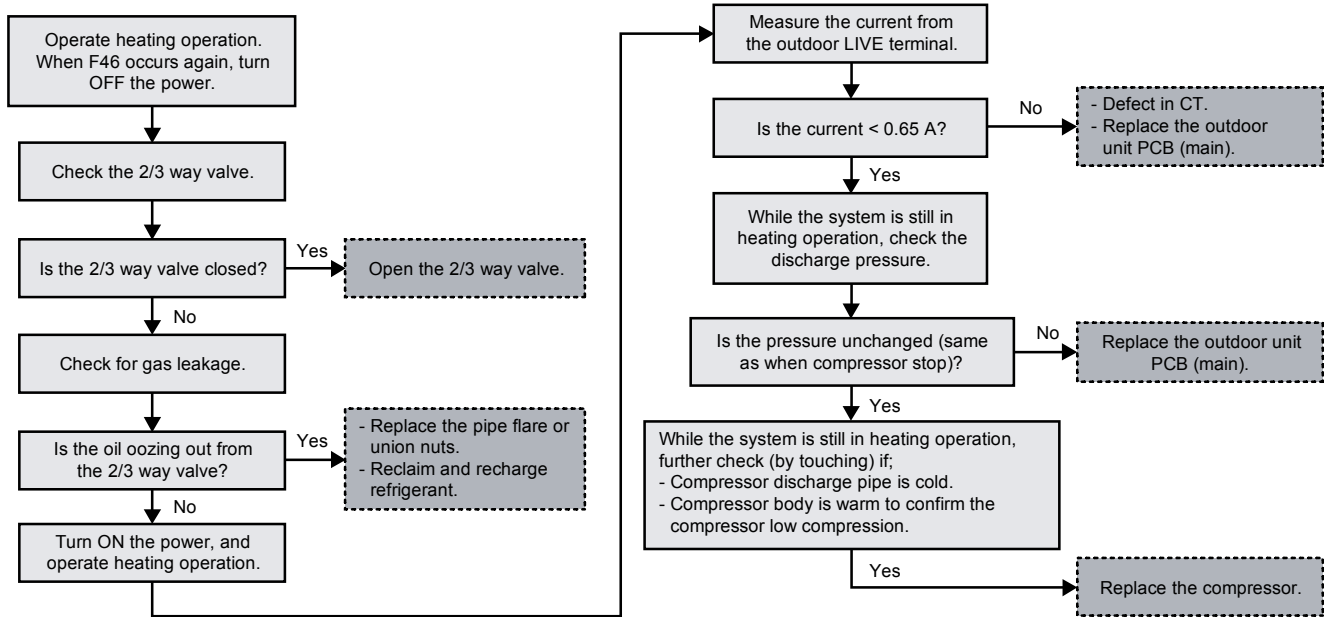 Operate heating operation.
When F46 occurs again, turn
OFF the power.
Check the 2/3 way valve.
Is the 2/3 way valve closed?
Yes
Open the 2/3 way valve.
No
Check for gas leakage.
Is the oil oozing out from
the 2/3 way valve?
Yes
- Replace the pipe flare or
union nuts.
- Reclaim and recharge
refrigerant.
No
Turn ON the power, and
operate heating operation.
Measure the current from
the outdoor LIVE terminal.
Is the current < 0.65 A?
No
- Defect in CT.
- Replace the outdoor
unit PCB (main).
Yes
While the system is still in
heating operation, check the
discharge pressure.
Is the pressure unchanged (same
as when compressor stop)?
No
Replace the outdoor unit
PCB (main).
Yes
While the system is still in heating operation,
further check (by touching) if;
- Compressor discharge pipe is cold.
- Compressor body is warm to confirm the
compressor low compression.
Yes
Replace the compressor.